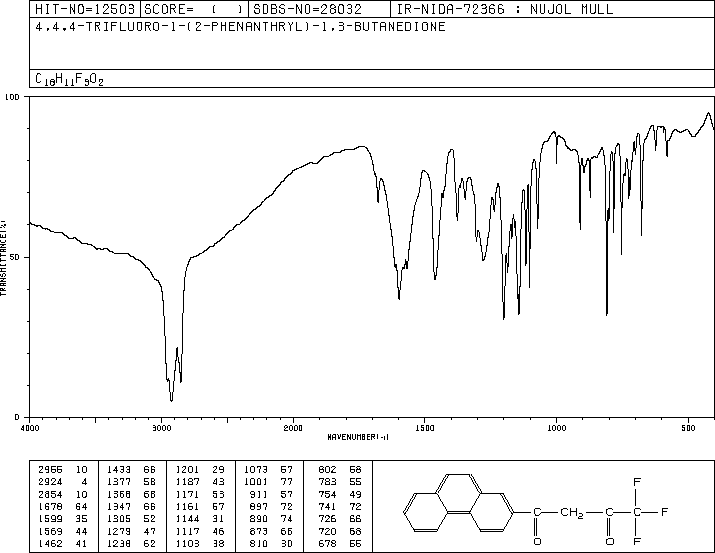 HIT-NO=12503 SCORE= ( ) SDBS-NO=28032 IR-NIDA-72366 : NUJOL MULL
4,4,4-TRIFLUORO-1-(2-PHENANTHRYL)-1,3-BUTANEDIONE
C18H11F3O2
100
50
0
TRANSMITTANCE(%)
4000 3000 2000 1500 1000 500
WAVENUMBER(-1)
2955 10 1433 66 1201 29 1073 57 802 58
2924 4 1377 58 1187 43 1001 77 783 55
2854 10 1368 66 1171 53 911 57 754 49
1678 64 1347 66 1161 57 897 72 741 72
1599 35 1305 52 1144 31 890 74 726 66
1569 44 1279 47 1117 46 873 66 720 58
1462 41 1238 62 1103 38 810 30 678 55
F
C CH2 C C F
O O F